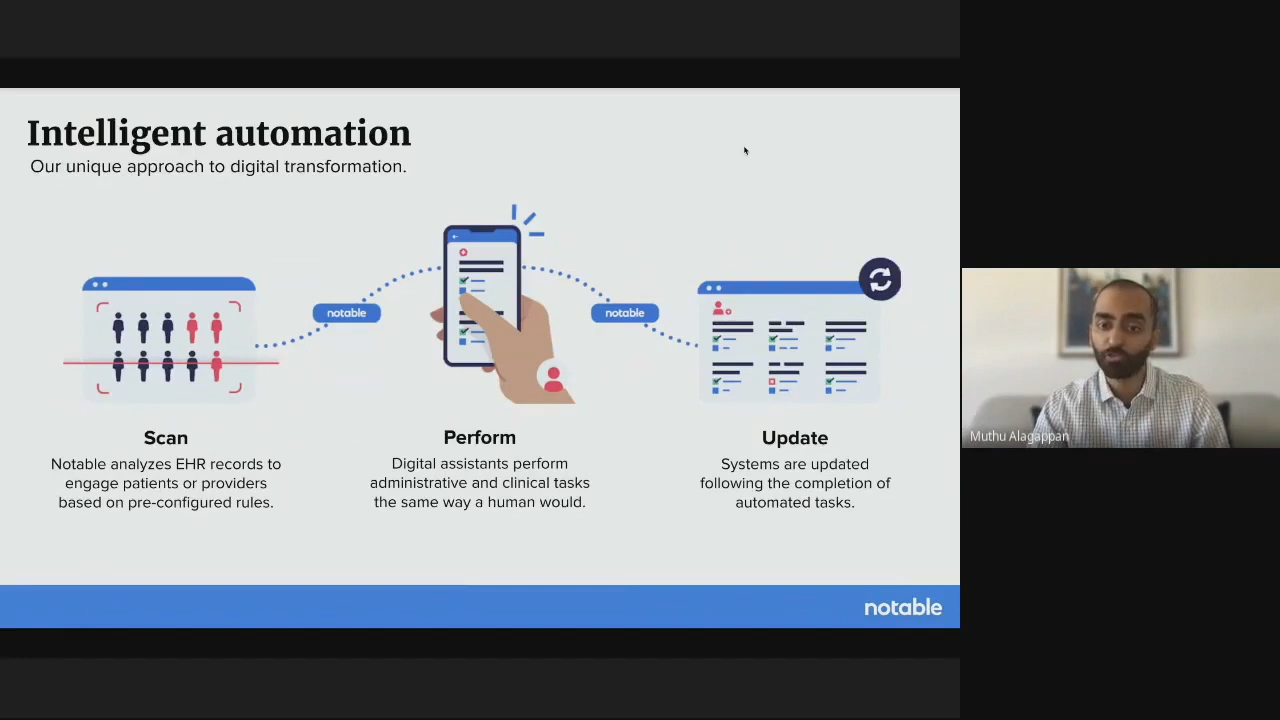 Intelligent automation
Our unique approach to digital transformation.
notable
notable
Scan
Notable analyzes EHR records to
engage patients or providers
based on pre-configured rules.
Perform
Digital assistants perform
administrative and clinical tasks
the same way a human would.
Update
Systems are updated
following the completion of
automated tasks.
notable
Muthu Alagappan